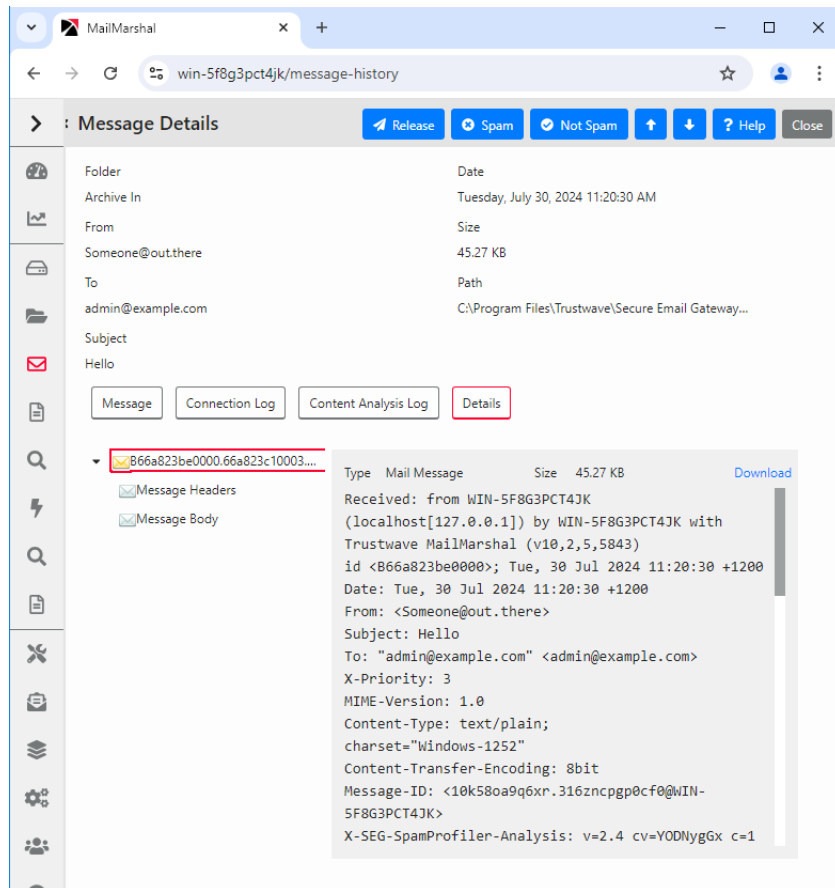 MailMarshal
win-5f8g3pct4jk/message-history
Message Details
Release
Spam
Not Spam
? Help
Close
Folder
Archive In
From
Someone@out.there
To
admin@example.com
Subject
Hello
Date
Tuesday, July 30, 2024 11:20:30 AM
Size
45.27 KB
Path
C:\Program Files\Trustwave\Secure Email Gateway...
Message
Connection Log
Content Analysis Log
Details
B66a823be0000.66a823c10003....
Message Headers
Message Body
Type Mail Message Size 45.27 KB Download
Received: from WIN-5F8G3PCT4JK
(localhost[127.0.0.1]) by WIN-5F8G3PCT4JK with
Trustwave MailMarshal (v10,2,5,5843)
id <B66a823be0000>; Tue, 30 Jul 2024 11:20:30 +1200
Date: Tue, 30 Jul 2024 11:20:30 +1200
From: <Someone@out.there>
Subject: Hello
To: "admin@example.com" <admin@example.com>
X-Priority: 3
MIME-Version: 1.0
Content-Type: text/plain;
charset="Windows-1252"
Content-Transfer-Encoding: 8bit
Message-ID: <10k58oa9q6xr.316zncpgp0cf0@WIN-
5F8G3PCT4JK>
X-SEG-SpamProfiler-Analysis: v=2.4 cv=YODNygGx c=1